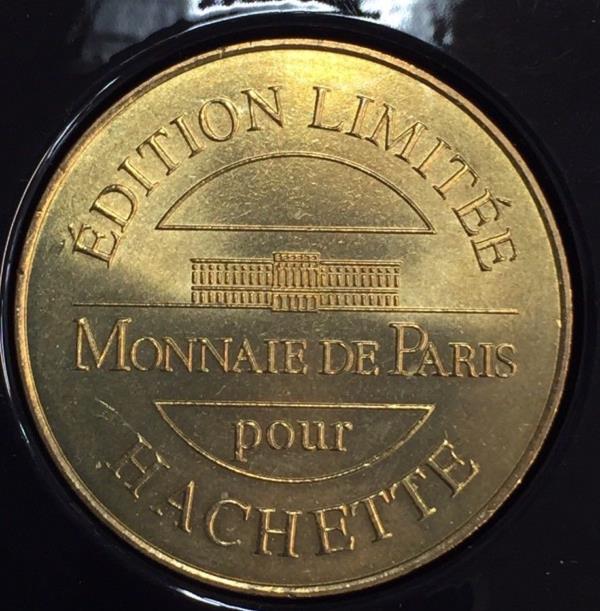 ÉDITION LIMITÉE
MONNAIE DE PARIS
pour
HACHETTE